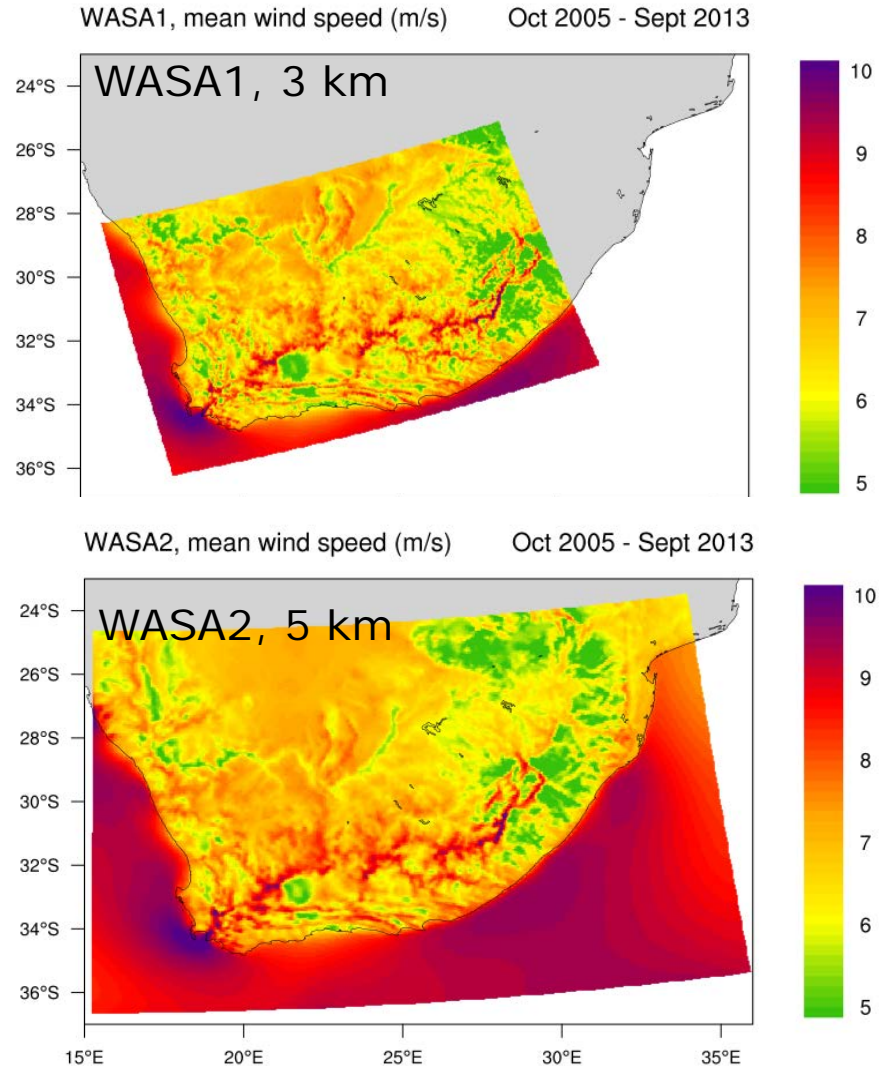 WASA1, mean wind speed (m/s) Oct 2005 - Sept 2013
WASA1, 3 km
24°S
26°S
28°S
30°S
32°S
34°S
36°S
10
9
8
7
6
5
WASA2, mean wind speed (m/s) Oct 2005 - Sept 2013
WASA2, 5 km
24°S
26°S
28°S
30°S
32°S
34°S
36°S
15°E 20°E 25°E 30°E 35°E
10
9
8
7
6
5